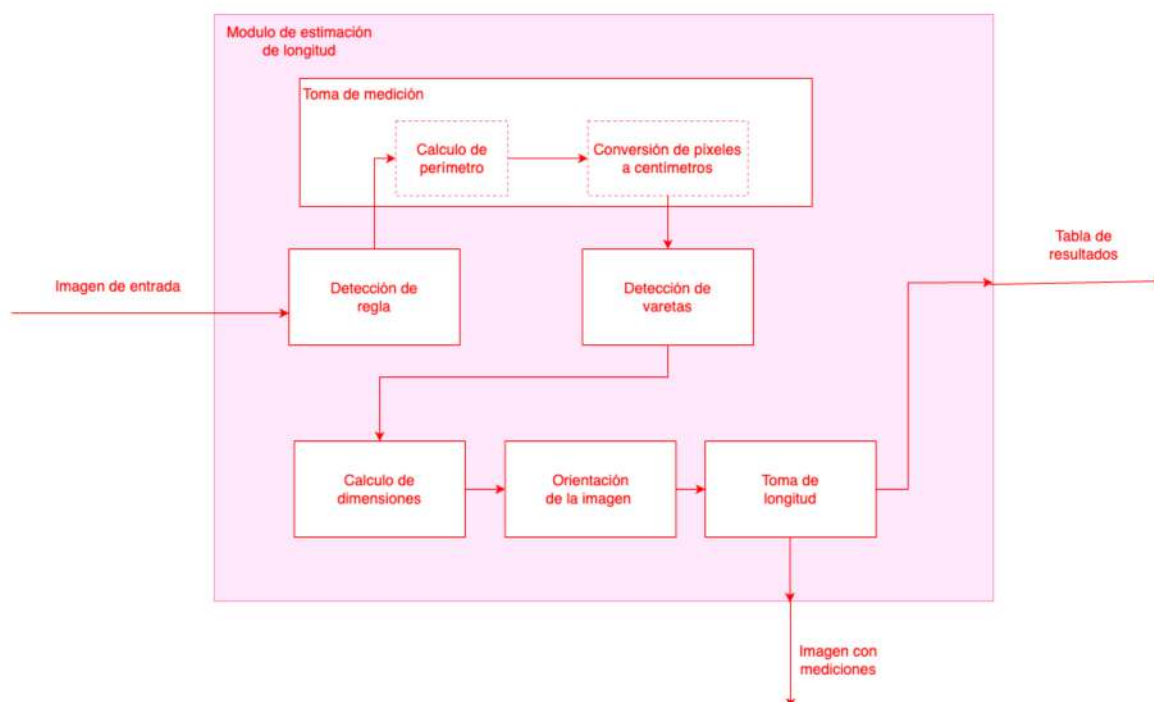 Modulo de estimación
de longitud
Toma de medición
Calculo de
perímetro
Conversión de píxeles
a centímetros
Imagen de entrada
Detección de
regla
Detección de
varetas
Tabla de
resultados
Calculo de
dimensiones
Orientación
de la imagen
Toma de
longitud
Imagen con
mediciones